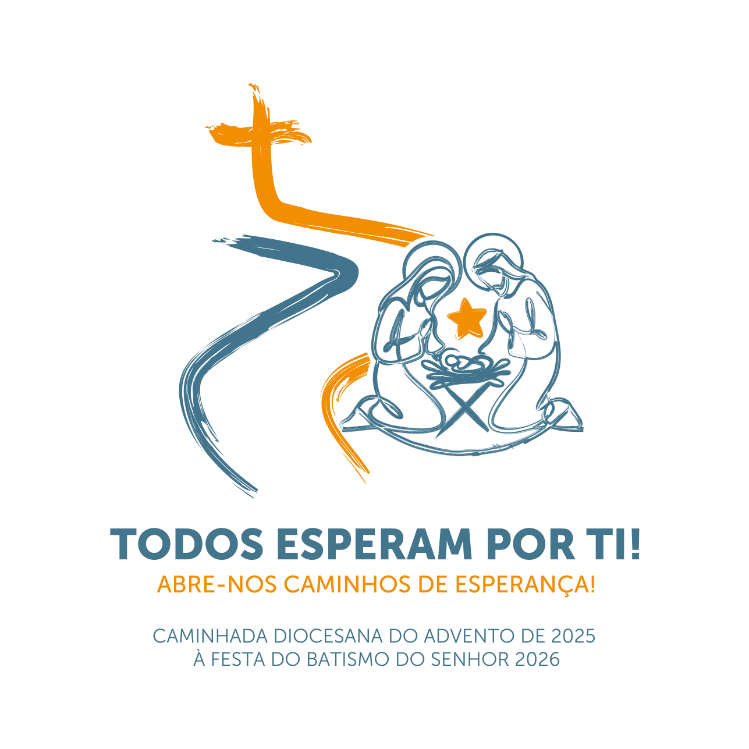 TODOS ESPERAM POR TI!
ABRE-NOS CAMINHOS DE ESPERANÇA!
CAMINHADA DIOCESANA DO ADVENTO DE 2025
À FESTA DO BATISMO DO SENHOR 2026